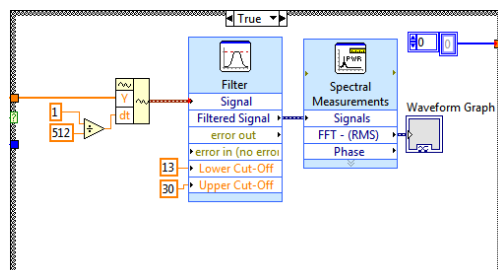 True
0
0
PWR
Filter
Spectral
Measurements
Signal
Filtered Signal
error out
error in (no error
Lower Cut-Off
Upper Cut-Off
Signals
FFT - (RMS)
Phase
Waveform Graph
Y
dt
1
512
13
30